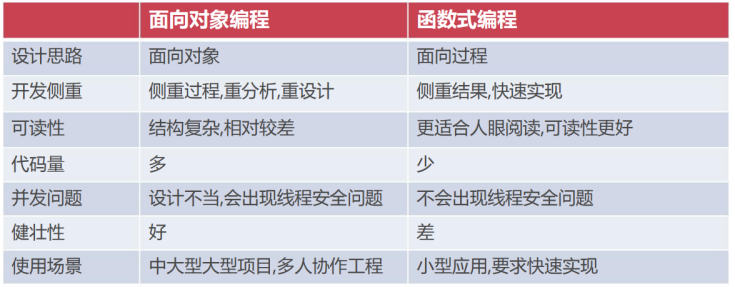 面向对象编程 函数式编程
设计思路 面向对象 面向过程
开发侧重 侧重过程,重分析,重设计 侧重结果,快速实现
可读性 结构复杂,相对较差 更适合人眼阅读,可读性更好
代码量 多 少
并发问题 设计不当,会出现线程安全问题 不会出现线程安全问题
健壮性 好 差
使用场景 中大型大型项目,多人协作工程 小型应用,要求快速实现